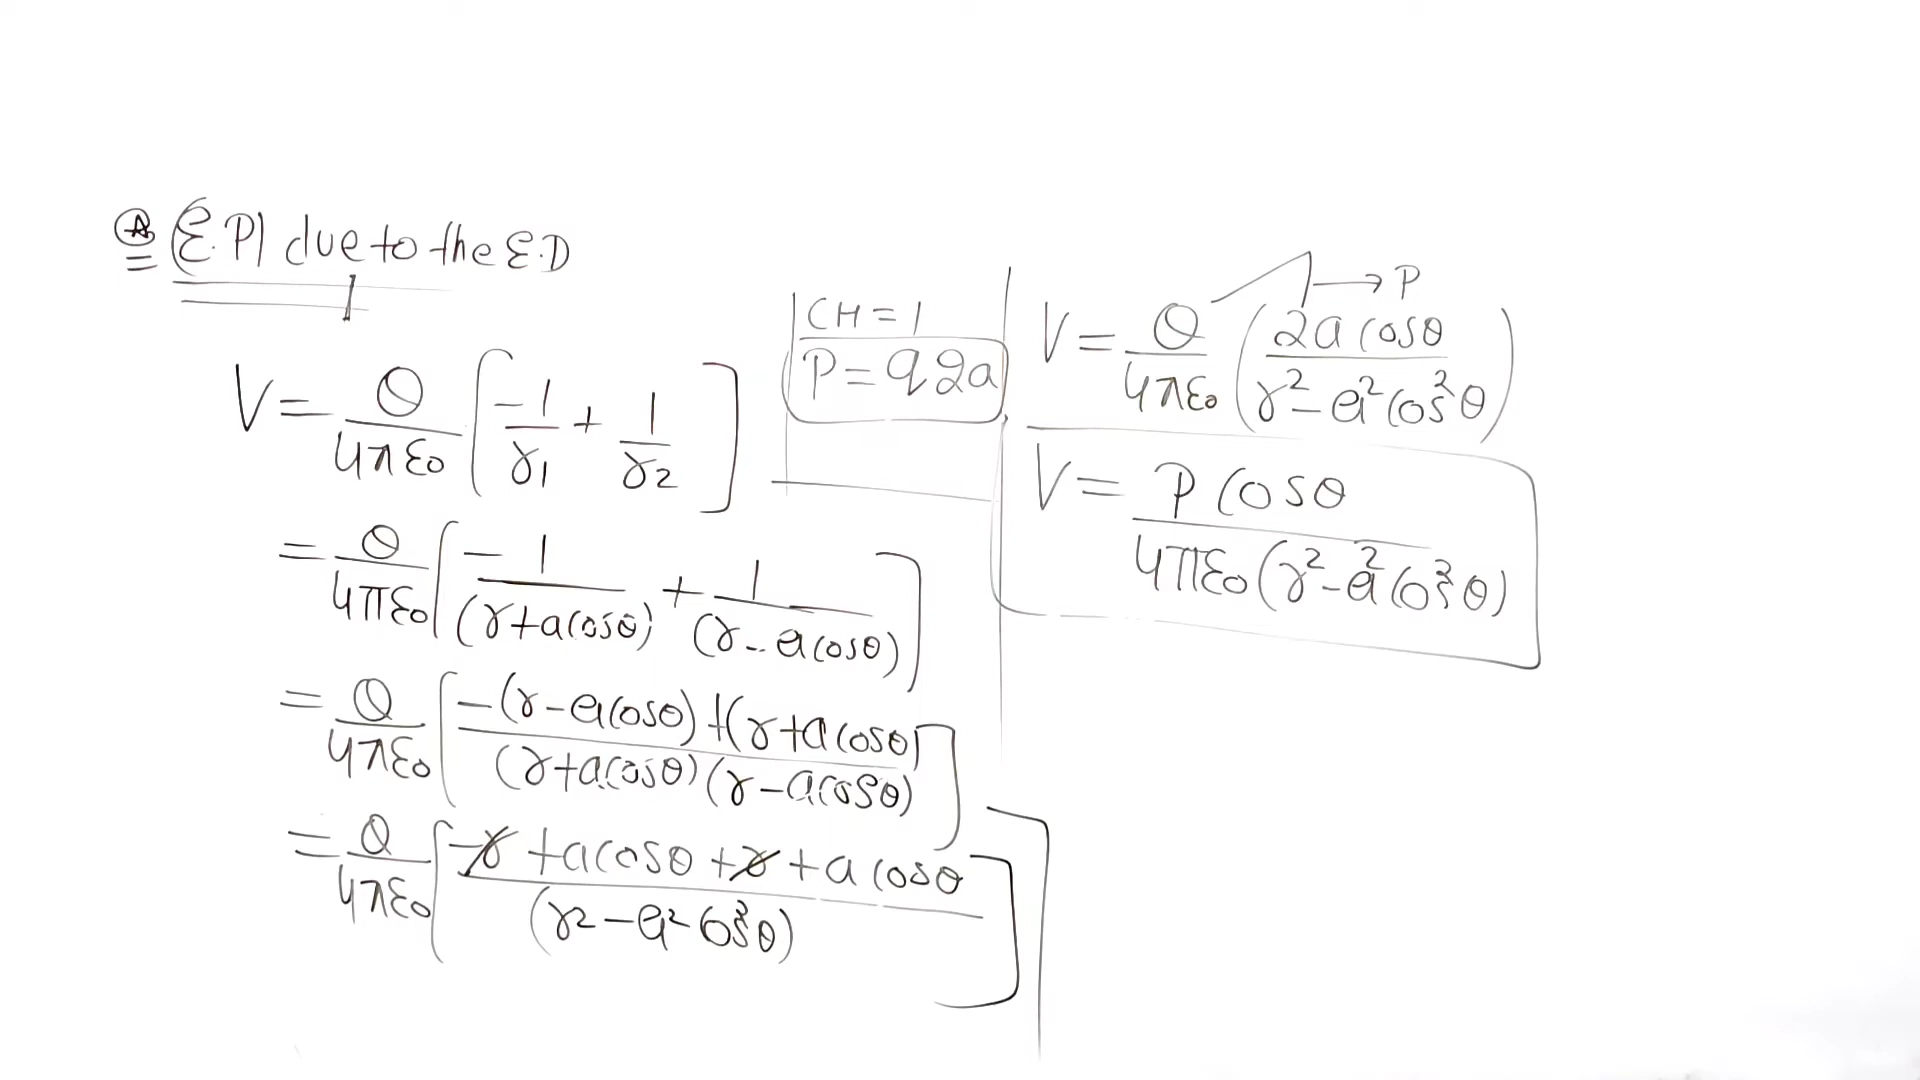 (E.P) due to the E.D
V = Q/4πε0 [-1/r1 + 1/r2]
= Q/4πε0 [-1/(r+acosθ) + 1/(r-acosθ)]
= Q/4πε0 [-(r-acosθ)+(r+acosθ)/(r+acosθ)(r-acosθ)]
= Q/4πε0 [-r+acosθ+r+acosθ/(r2-a2cos2θ)]
CH=1
P=q2a
→P
V = Q/4πε0 (2acosθ/r2-a2cos2θ)
V = Pcosθ/4πε0(r2-a2cos2θ)